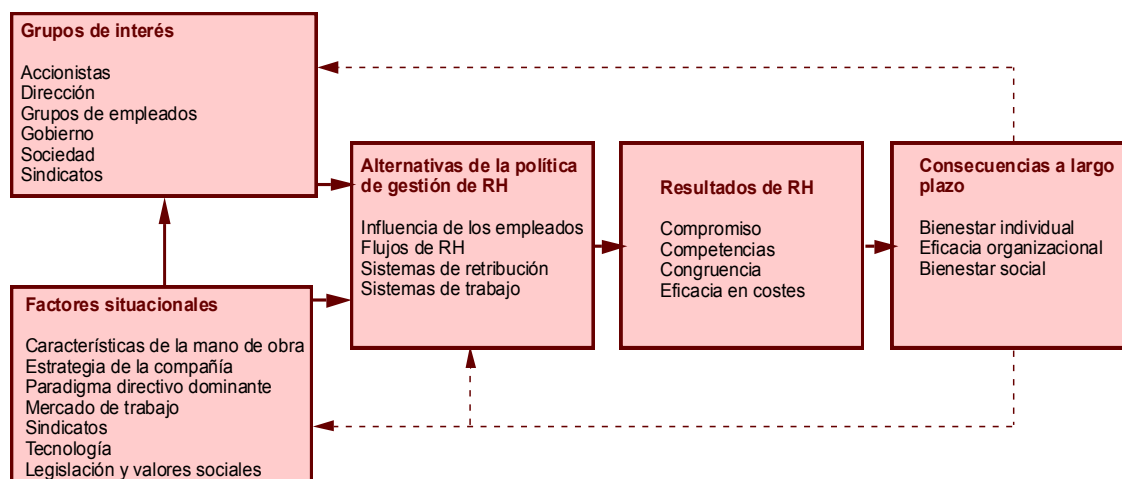 Grupos de interés
Accionistas
Dirección
Grupos de empleados
Gobierno
Sociedad
Sindicatos
Factores situacionales
Características de la mano de obra
Estrategia de la compañía
Paradigma directivo dominante
Mercado de trabajo
Sindicatos
Tecnología
Legislación y valores sociales
Alternativas de la política
de gestión de RH
Influencia de los empleados
Flujos de RH
Sistemas de retribución
Sistemas de trabajo
Resultados de RH
Compromiso
Competencias
Congruencia
Eficacia en costes
Consecuencias a largo
plazo
Bienestar individual
Eficacia organizacional
Bienestar social